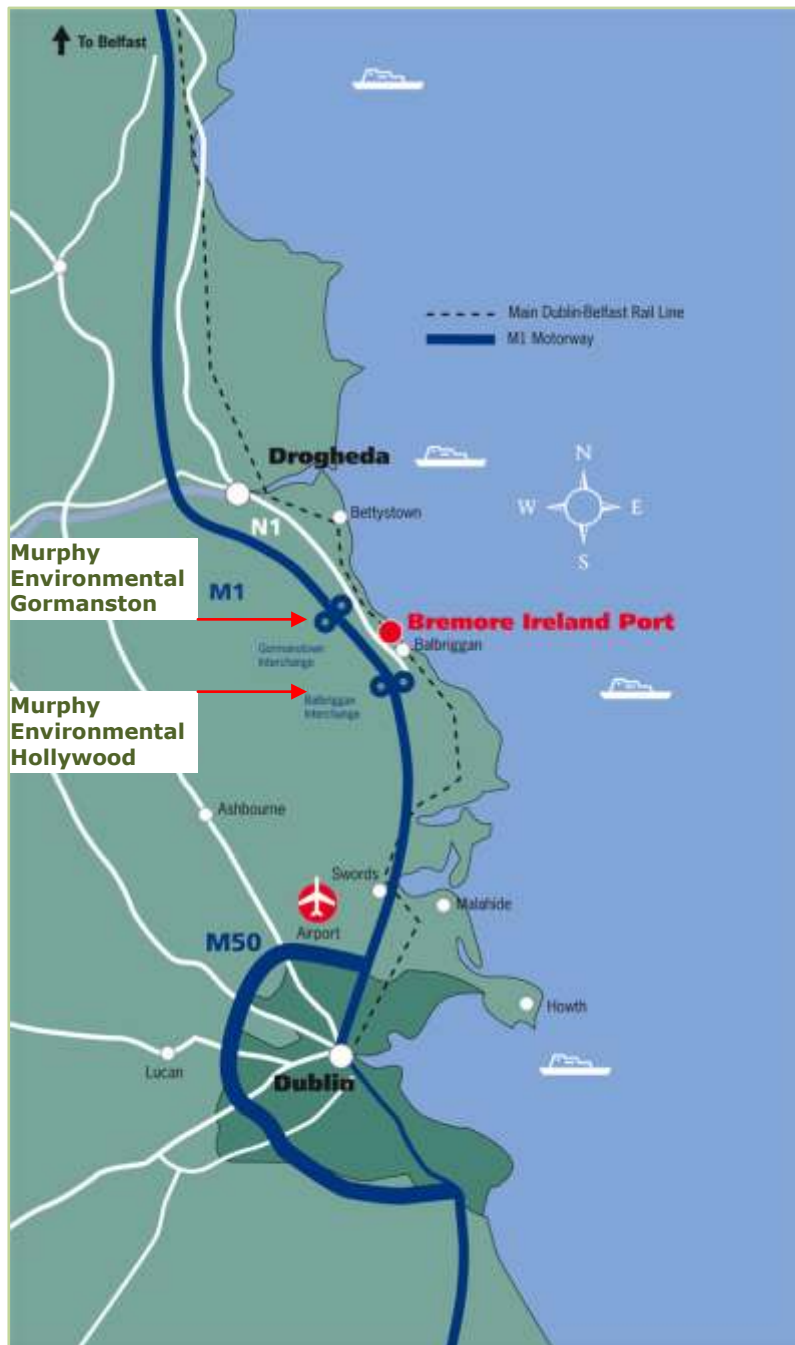 To Belfast
Main Dublin-Belfast Rail Line
M1 Motorway
Drogheda
N
W
E
S
Bettystown
N1
Murphy
Environmental
Gormanston
M1
Bremore Ireland Port
Balbriggan
Gormanstown
Interchange
Murphy
Environmental
Hollywood
Balbriggan
Interchange
Ashbourne
Swords
Malahide
Airport
M50
Howth
Lucan
Dublin